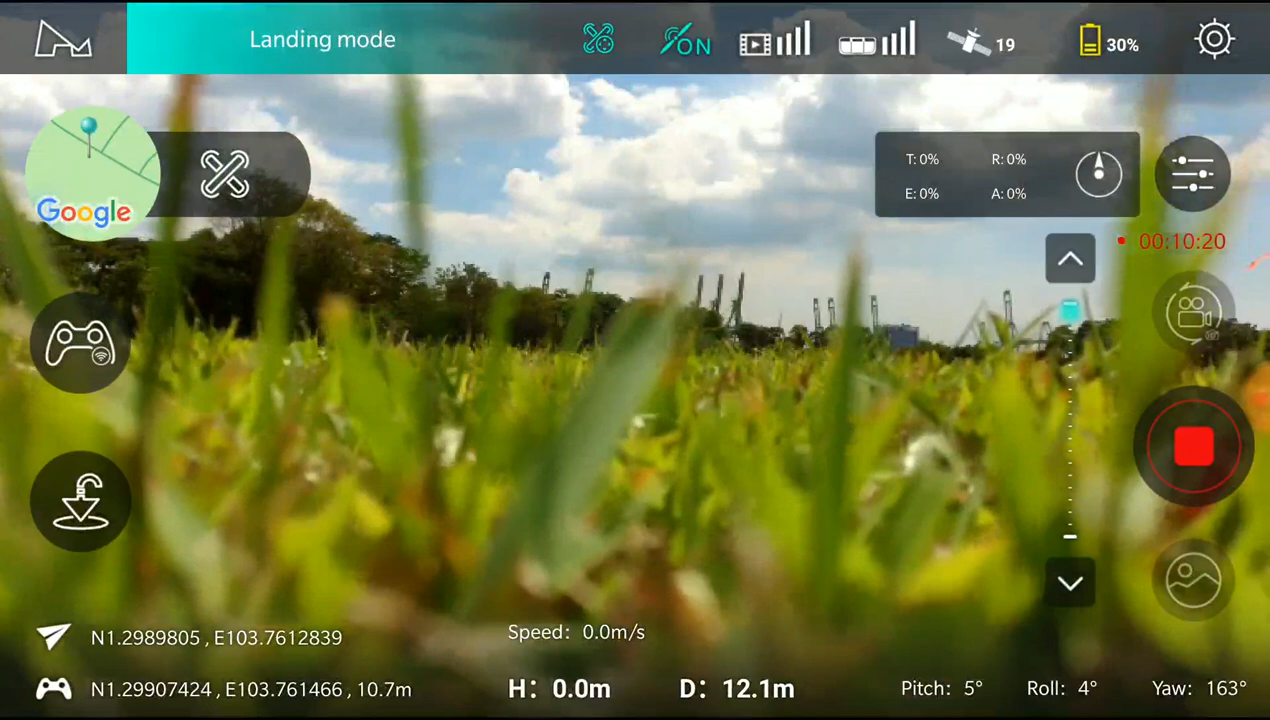 Landing mode
ON
19
30%
Google
T: 0% R: 0%
E: 0% A: 0%
00:10:20
N1.2989805 , E103.7612839
Speed: 0.0m/s
N1.29907424 , E103.761466 , 10.7m
H: 0.0m D: 12.1m
Pitch: 5° Roll: 4° Yaw: 163°